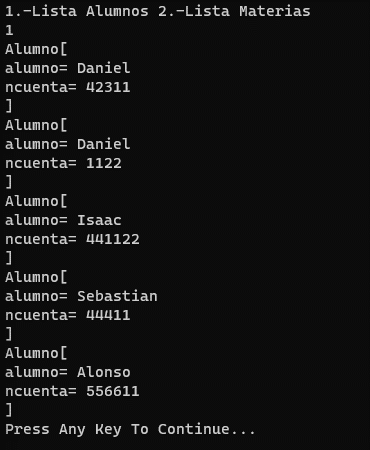 1.-Lista Alumnos 2.-Lista Materias
1
Alumno[
alumno= Daniel
ncuenta= 42311
]
Alumno[
alumno= Daniel
ncuenta= 1122
]
Alumno[
alumno= Isaac
ncuenta= 441122
]
Alumno[
alumno= Sebastian
ncuenta= 44411
]
Alumno[
alumno= Alonso
ncuenta= 556611
]
Press Any Key To Continue...